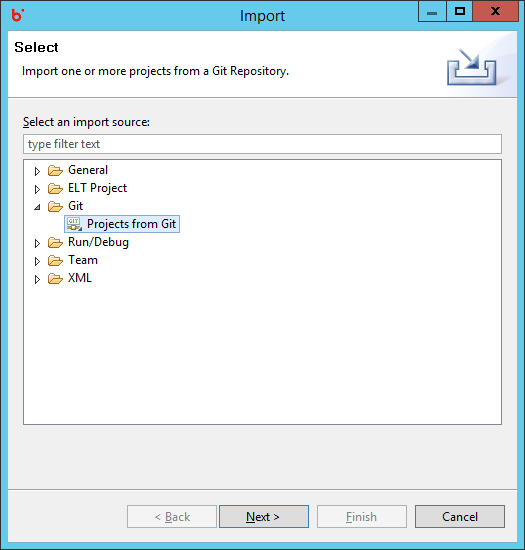 Import
Select
Import one or more projects from a Git Repository.
Select an import source:
type filter text
General
ELT Project
Git
GIT Projects from Git
Run/Debug
Team
XML
< Back Next > Finish Cancel